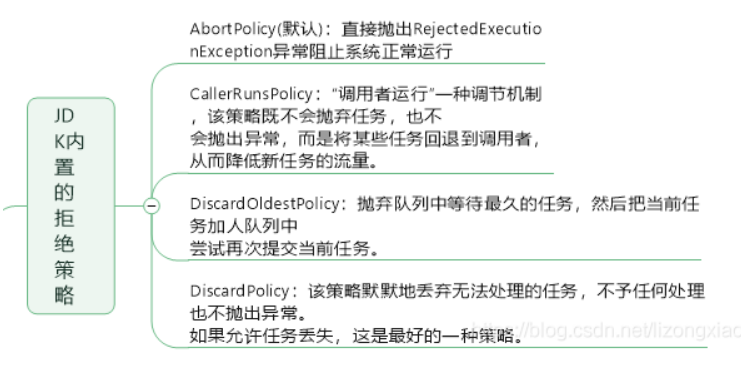 JD
K内
置
的
拒
绝
策
略
AbortPolicy(默认)：直接抛出RejectedExecutio
nException异常阻止系统正常运行
CallerRunsPolicy："调用者运行"一种调节机制
，该策略既不会抛弃任务，也不
会抛出异常，而是将某些任务回退到调用者，
从而降低新任务的流量。
DiscardOldestPolicy：抛弃队列中等待最久的任务，然后把当前任
务加人队列中
尝试再次提交当前任务。
DiscardPolicy：该策略默默地丢弃无法处理的任务，不予任何处理
也不抛出异常。
如果允许任务丢失，这是最好的一种策略。
https://blog.csdn.net/lizongxiao